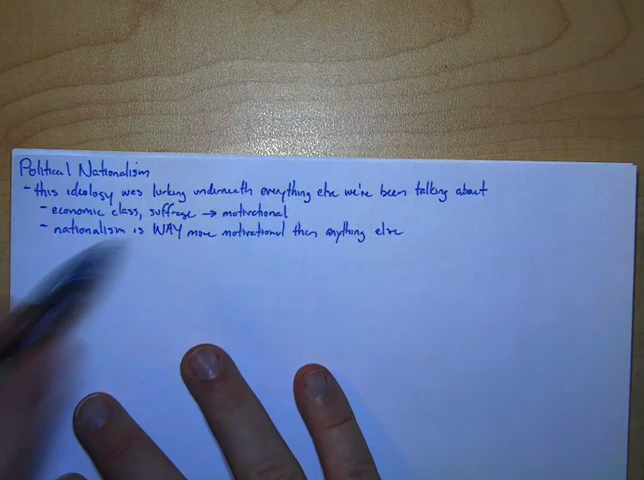 Political Nationalism
- this ideology was lurking underneath everything else we've been talking about
- economic class, suffrage → motivational
- nationalism is WAY more motivational than anything else